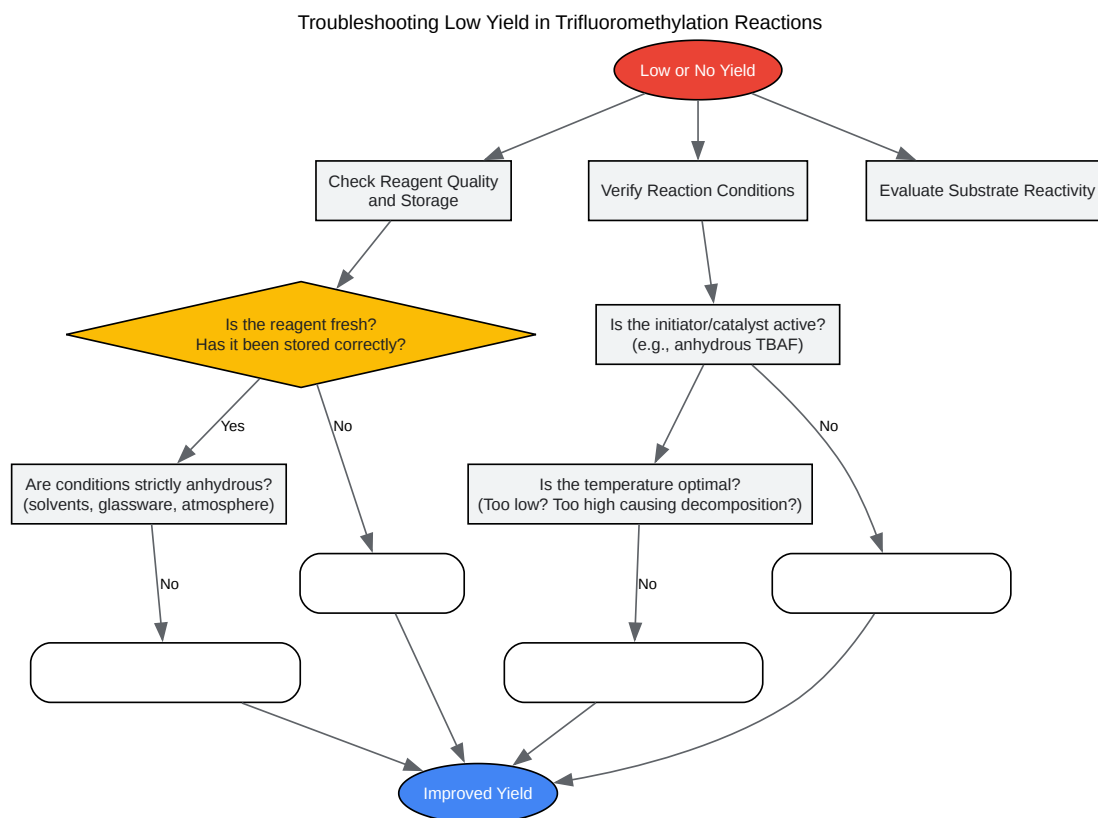 Troubleshooting Low Yield in Trifluoromethylation Reactions
Low or No Yield
Check Reagent Quality
and Storage
Verify Reaction Conditions
Evaluate Substrate Reactivity
Is the reagent fresh?
Has it been stored correctly?
Is the initiator/catalyst active?
(e.g., anhydrous TBAF)
Yes
No
No
Are conditions strictly anhydrous?
(solvents, glassware, atmosphere)
Is the temperature optimal?
(Too low? Too high causing decomposition?)
No
No
Improved Yield